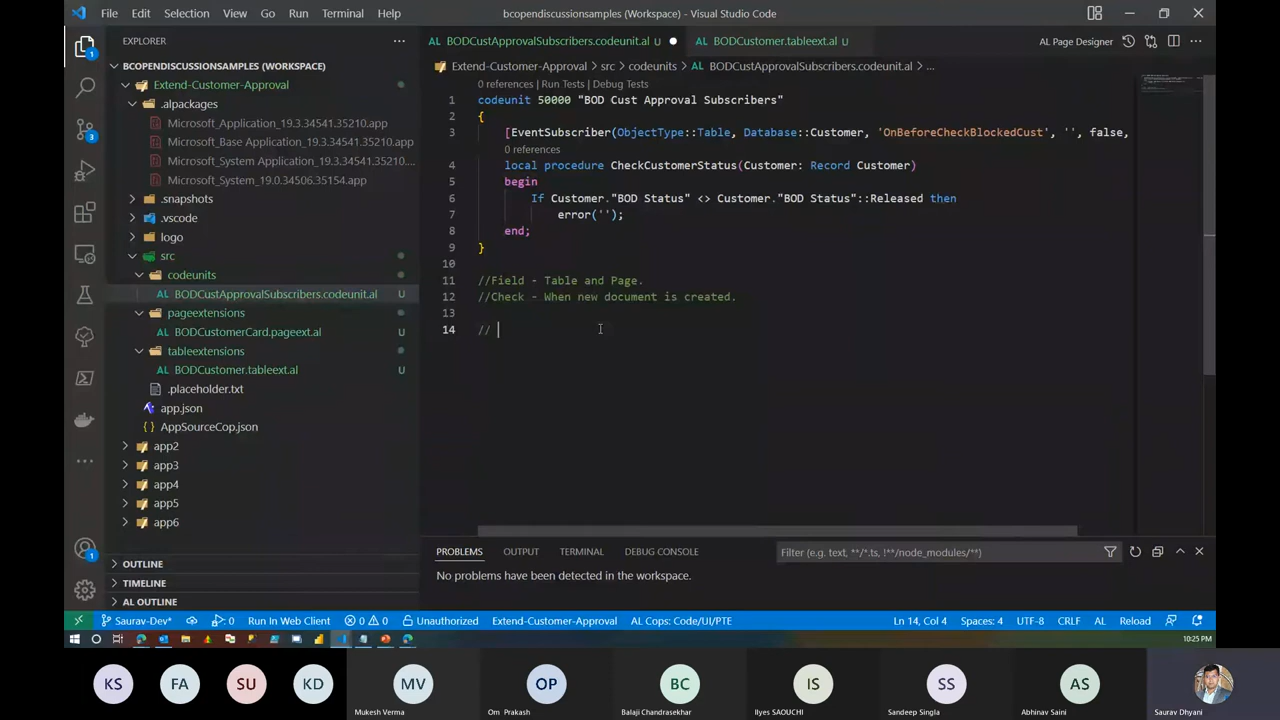 File Edit Selection View Go Run Terminal Help
bcopendiscussionsamples (Workspace) - Visual Studio Code
EXPLORER
BCOPENDISCUSSIONSAMPLES (WORKSPACE)
Extend-Customer-Approval
.alpackages
Microsoft_Application_19.3.34541.35210.app
Microsoft_Base Application_19.3.34541.35210.app
Microsoft_System Application_19.3.34541.35210....
Microsoft_System_19.0.34506.35154.app
.snapshots
.vscode
logo
src
codeunits
BODCustApprovalSubscribers.codeunit.al U
pageextensions
BODCustomerCard.pageext.al U
tableextensions
BODCustomer.tableext.al U
.placeholder.txt
app.json
AppSourceCop.json
app2
app3
app4
app5
app6
OUTLINE
TIMELINE
AL OUTLINE
1
3
1
BODCustApprovalSubscribers.codeunit.al U
BODCustomer.tableext.al U
AL Page Designer
Extend-Customer-Approval > src > codeunits > AL BODCustApprovalSubscribers.codeunit.al > ...
0 references | Run Tests | Debug Tests
1 codeunit 50000 "BOD Cust Approval Subscribers"
2 {
3 [EventSubscriber(ObjectType::Table, Database::Customer, 'OnBeforeCheckBlockedCust', '', false,
0 references
4 local procedure CheckCustomerStatus(Customer: Record Customer)
5 begin
6 If Customer."BOD Status" <> Customer."BOD Status"::Released then
7 error('');
8 end;
9 }
10
11 //Field - Table and Page.
12 //Check - When new document is created.
13
14 //
PROBLEMS OUTPUT TERMINAL DEBUG CONSOLE
Filter (e.g. text, **/*.ts, !**/node_modules/**)
No problems have been detected in the workspace.
Saurav-Dev* : 0 Run In Web Client 0 0 Unauthorized Extend-Customer-Approval AL Cops: Code/UI/PTE Ln 14, Col 4 Spaces: 4 UTF-8 CRLF AL Reload
10:25 PM
KS FA SU KD MV OP BC IS SS AS
Mukesh Verma Om Prakash Balaji Chandrasekhar Ilyes SAOUCHI Sandeep Singla Abhinav Saini Saurav Dhyani